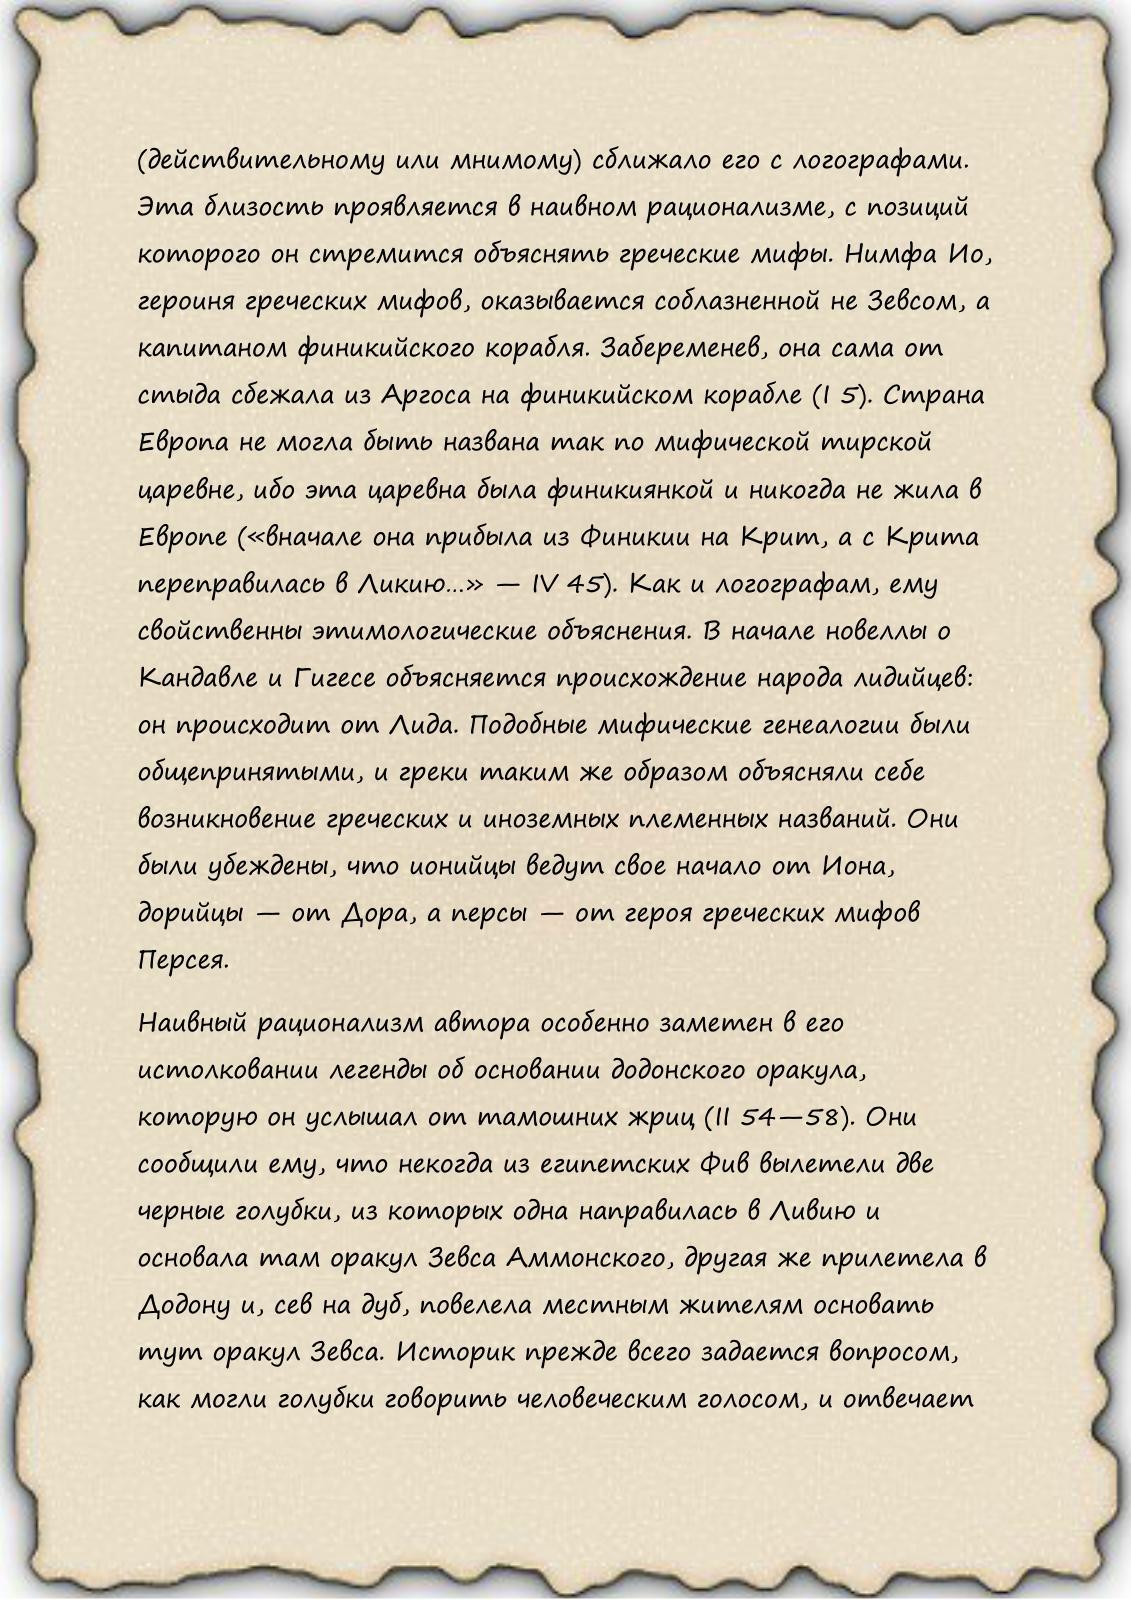 (действительному или мнимому) сближало его с логографами.
Эта близость проявляется в наивном рационализме, с позиций
которого он стремится объяснять греческие мифы. Нимфа Ио,
героиня греческих мифов, оказывается соблазненной не Зевсом, а
капитаном финикийского корабля. Забеременев, она сама от
стыда сбежала из Аргоса на финикийском корабле (I 5). Страна
Европа не могла быть названа так по мифической тирской
царевне, ибо эта царевна была финикиянкой и никогда не жила в
Европе («вначале она прибыла из Финикии на Крит, а с Крита
переправилась в Ликию...» — IV 45). Как и логографам, ему
свойственны этимологические объяснения. В начале новеллы о
Кандавле и Гигесе объясняется происхождение народа лидийцев:
он происходит от Лида. Подобные мифические генеалогии были
общепринятыми, и греки таким же образом объясняли себе
возникновение греческих и иноземных племенных названий. Они
были убеждены, что ионийцы ведут свое начало от Иона,
дорийцы — от Дора, а персы — от героя греческих мифов
Персея.
Наивный рационализм автора особенно заметен в его
истолковании легенды об основании додонского оракула,
которую он услышал от тамошних жриц (II 54—58). Они
сообщили ему, что некогда из египетских Фив вылетели две
черные голубки, из которых одна направилась в Ливию и
основала там оракул Зевса Аммонского, другая же прилетела в
Додону и, сев на дуб, повелела местным жителям основать
тут оракул Зевса. Историк прежде всего задается вопросом,
как могли голубки говорить человеческим голосом, и отвечает